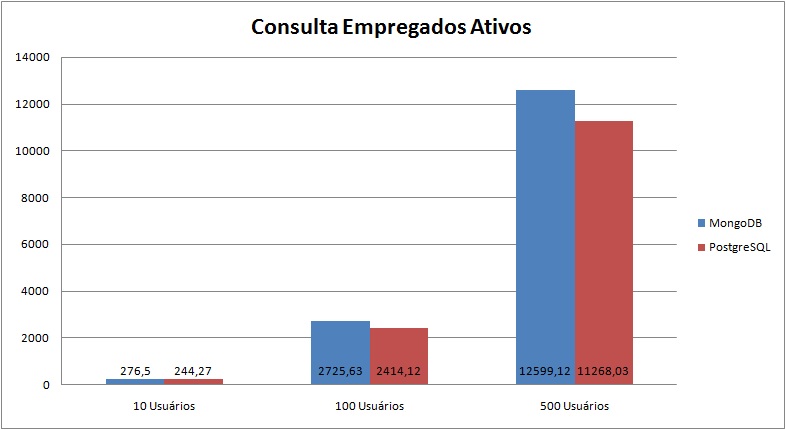 Consulta Empregados Ativos
14000
12000
10000
8000
6000
4000
2000
0
276,5 244,27
2725,63 2414,12
12599,12 11268,03
10 Usuários
100 Usuários
500 Usuários
MongoDB
PostgreSQL